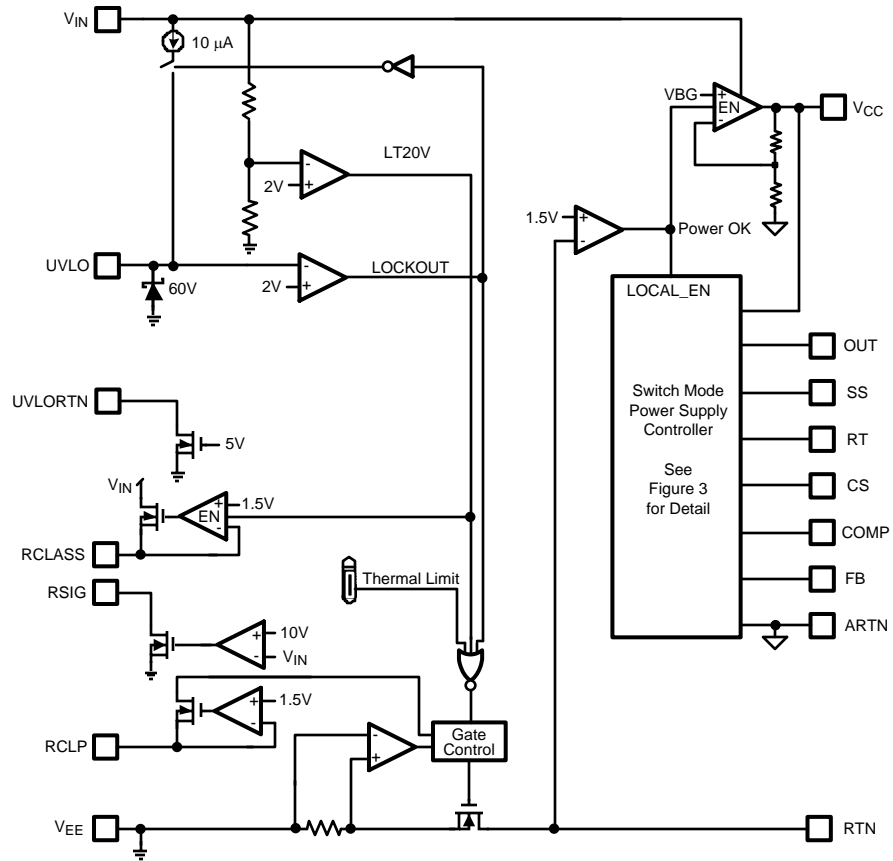 VIN
10 μA
LT20V
2V
VBG
+
EN
-
VCC
1.5V
+
-
Power OK
-
+
UVLO
60V
-
2V
+
LOCKOUT
LOCAL_EN
OUT
Switch Mode
Power Supply
Controller
SS
RT
See
Figure 3
for Detail
CS
COMP
FB
ARTN
UVLORTN
5V
VIN
+
1.5V
EN
-
RCLASS
Thermal Limit
RSIG
+
10V
-
VIN
+
1.5V
-
RCLP
-
+
Gate
Control
VEE
RTN